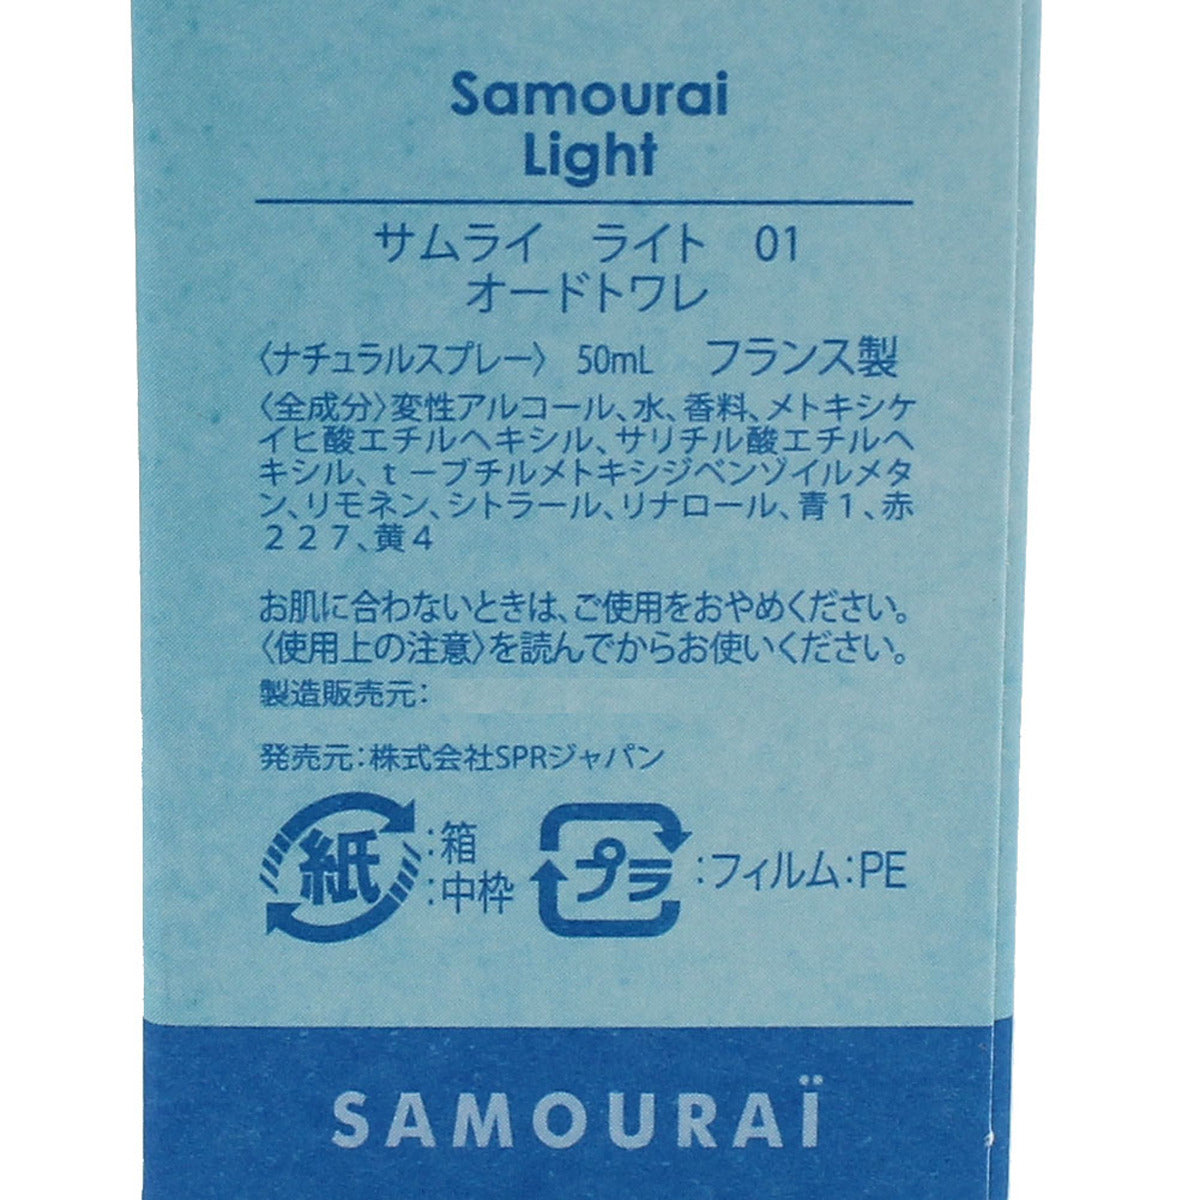 Samourai
Light
サムライ ライト 01
オードトワレ
〈ナチュラルスプレー〉 50mL フランス製
〈全成分〉変性アルコール、水、香料、メトキシケ
イヒ酸エチルヘキシル、サリチル酸エチルヘ
キシル、ｔ－ブチルメトキシジベンゾイルメタ
ン、リモネン、シトラール、リナロール、青１、赤
２２７、黄４
お肌に合わないときは、ご使用をおやめください。
〈使用上の注意〉を読んでからお使いください。
製造販売元：
発売元：株式会社SPRジャパン
紙 ：箱
：中枠
プラ ：フィルム：PE
SAMOURAÏ